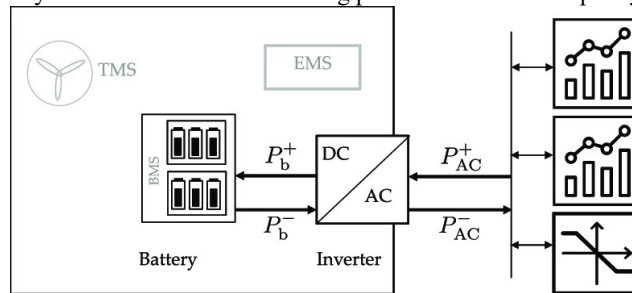 TMS
EMS
BMS
P_b^+
DC
P_AC^+
AC
P_b^-
P_AC^-
Battery
Inverter